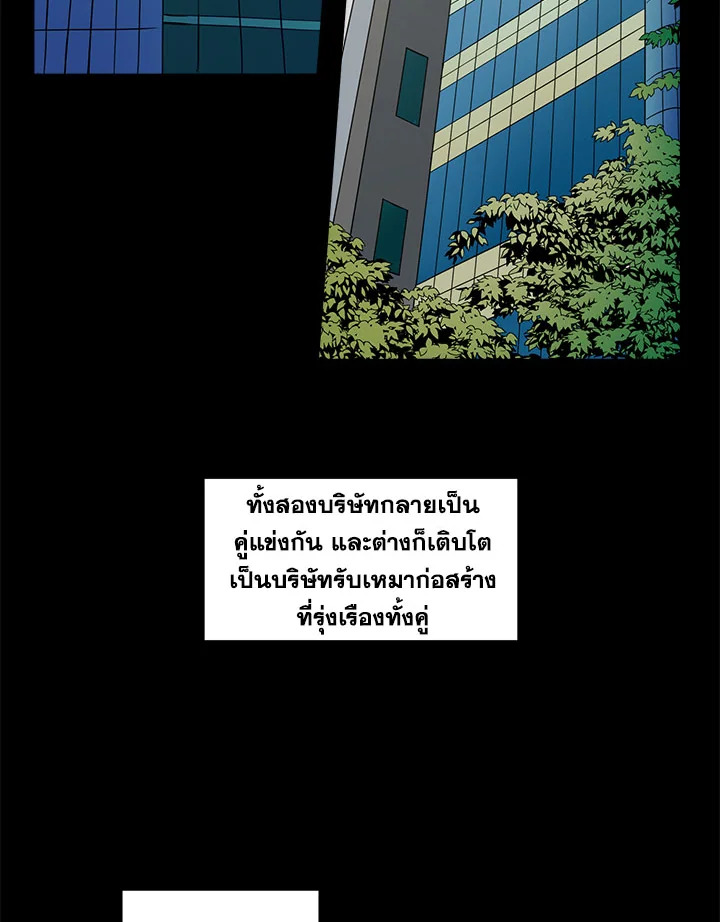 ทั้งสองบริษัทกลายเป็น
คู่แข่งกัน และต่างก็เติบโต
เป็นบริษัทรับเหมาก่อสร้าง
ที่รุ่งเรืองทั้งคู่